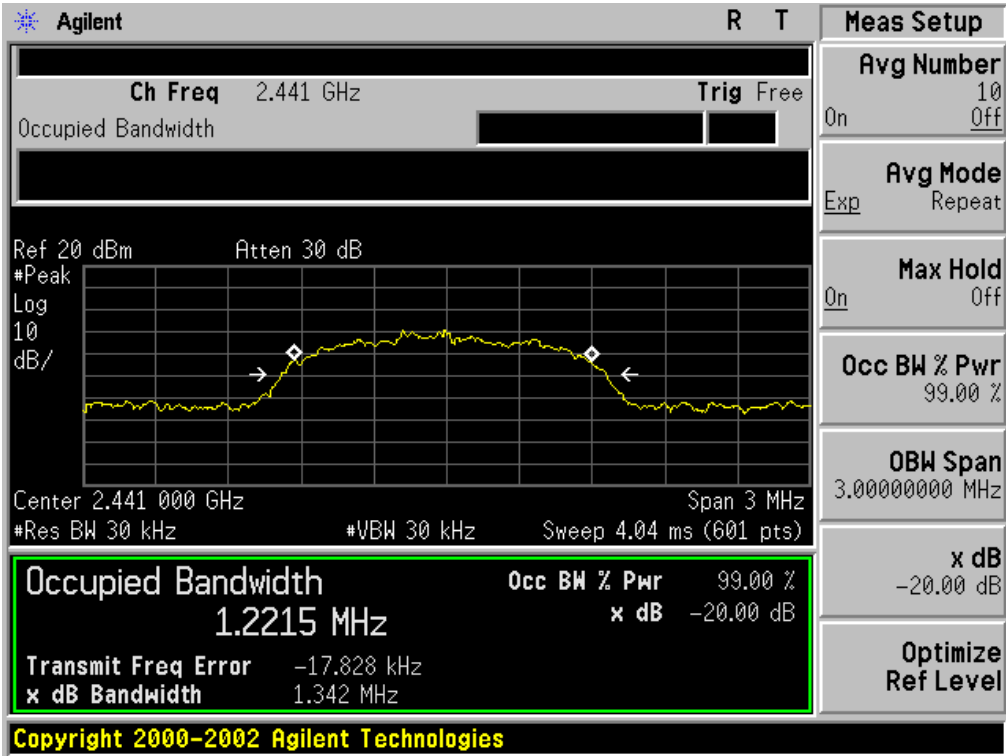 Agilent R T
Ch Freq 2.441 GHz Trig Free
Occupied Bandwidth
Ref 20 dBm Atten 30 dB
#Peak
Log
10
dB/
Center 2.441 000 GHz Span 3 MHz
#Res BW 30 kHz #VBW 30 kHz Sweep 4.04 ms (601 pts)
Occupied Bandwidth Occ BW % Pwr 99.00 %
1.2215 MHz x dB -20.00 dB
Transmit Freq Error -17.828 kHz
x dB Bandwidth 1.342 MHz
Copyright 2000-2002 Agilent Technologies
Meas Setup
Avg Number
10
On Off
Avg Mode
Exp Repeat
Max Hold
On Off
Occ BW % Pwr
99.00 %
OBW Span
3.00000000 MHz
x dB
-20.00 dB
Optimize
Ref Level